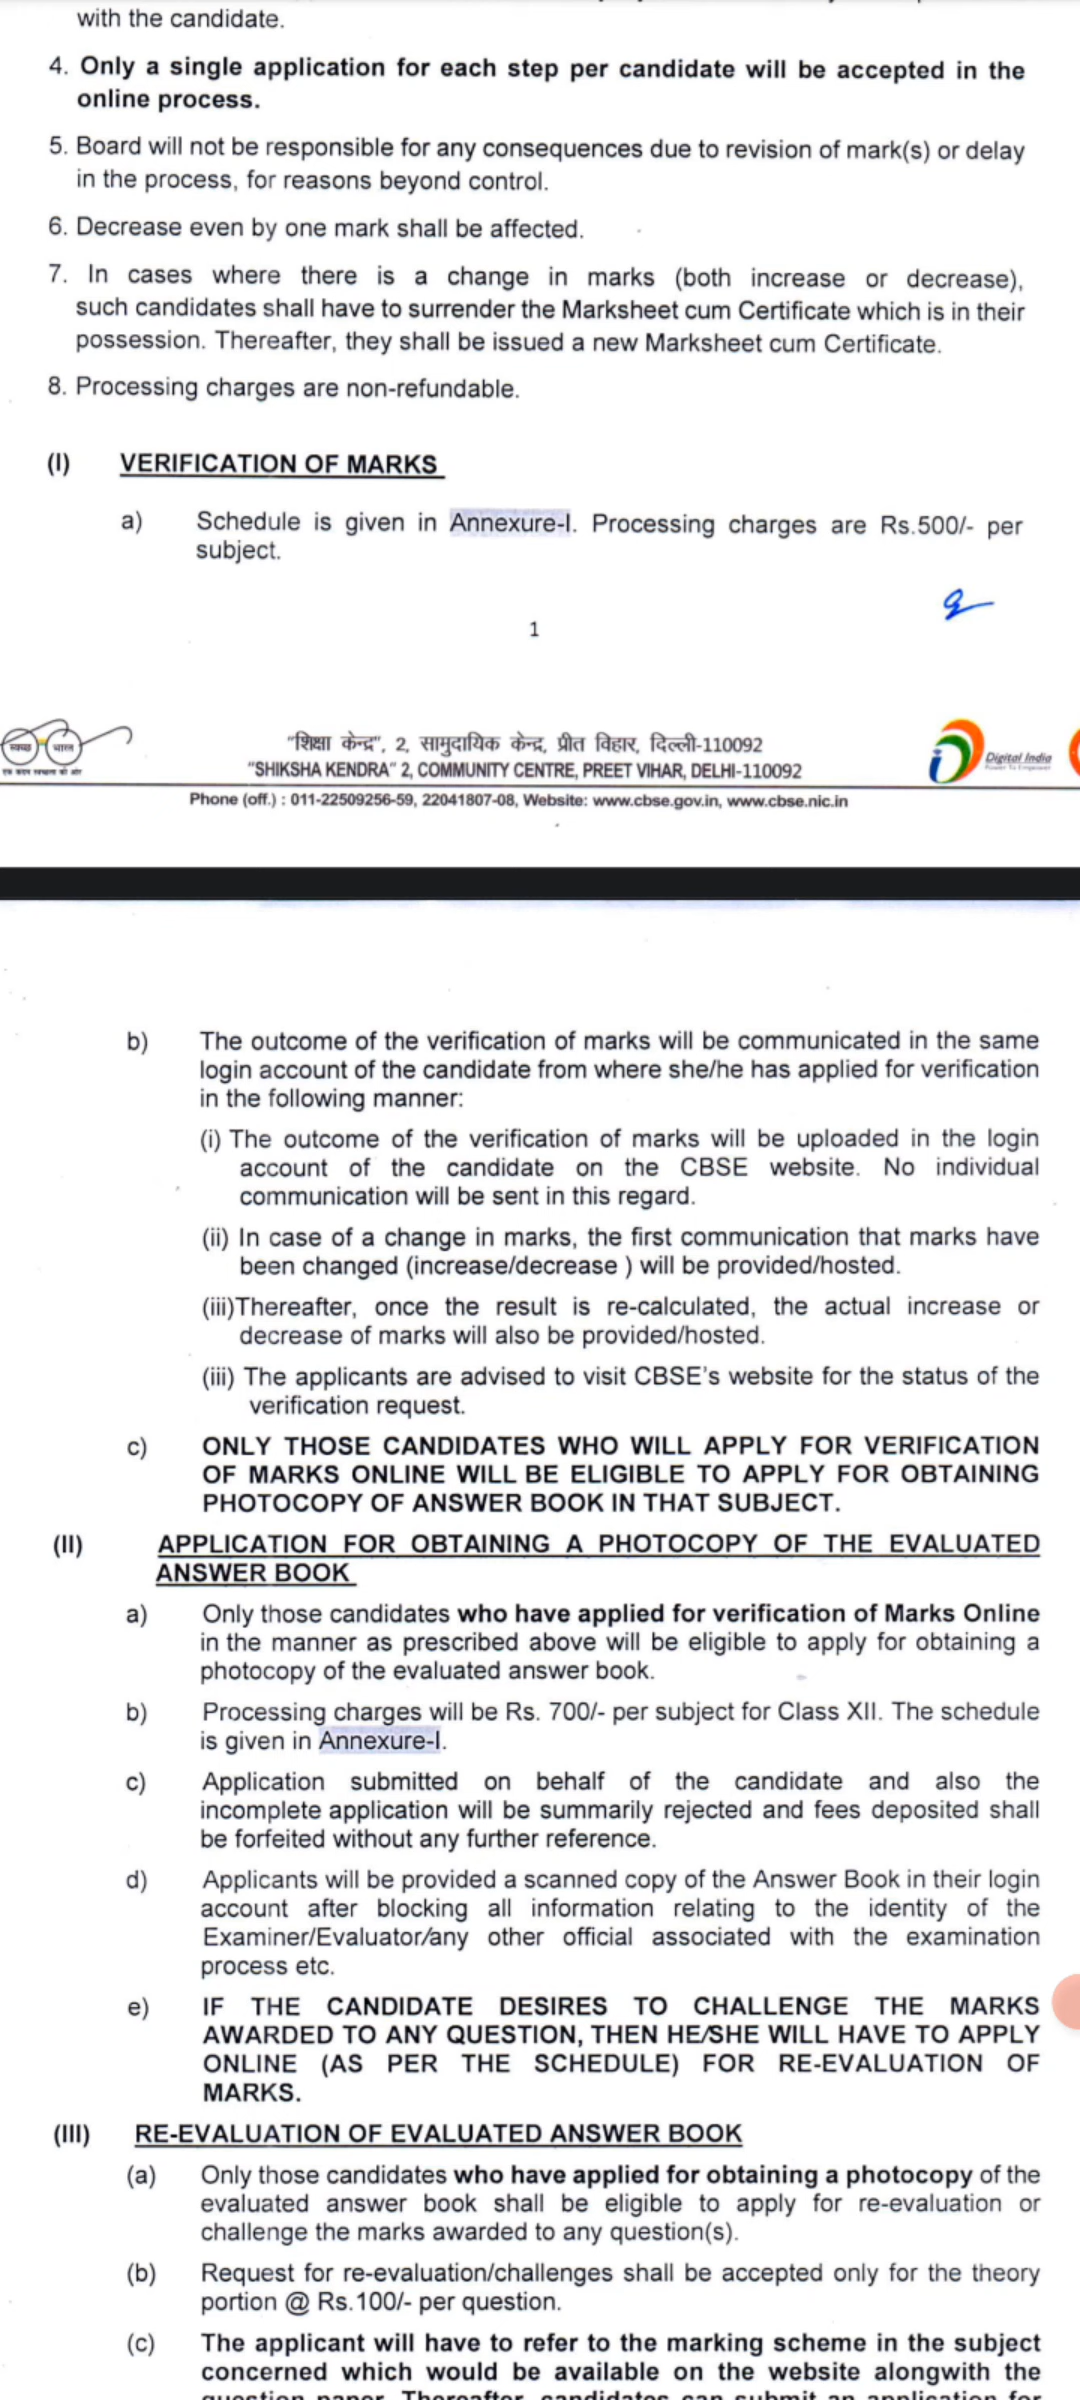 with the candidate.
4. Only a single application for each step per candidate will be accepted in the
online process.
5. Board will not be responsible for any consequences due to revision of mark(s) or delay
in the process, for reasons beyond control.
6. Decrease even by one mark shall be affected.
7. In cases where there is a change in marks (both increase or decrease),
such candidates shall have to surrender the Marksheet cum Certificate which is in their
possession. Thereafter, they shall be issued a new Marksheet cum Certificate.
8. Processing charges are non-refundable.
(I) VERIFICATION OF MARKS
a) Schedule is given in Annexure-I. Processing charges are Rs.500/- per
subject.
1
स्वच्छ भारत
एक कदम स्वच्छता की ओर
"शिक्षा केन्द्र", 2, सामुदायिक केन्द्र, प्रीत विहार, दिल्ली-110092
"SHIKSHA KENDRA" 2, COMMUNITY CENTRE, PREET VIHAR, DELHI-110092
Digital India
Power To Empower
Phone (off.) : 011-22509256-59, 22041807-08, Website: www.cbse.gov.in, www.cbse.nic.in
b) The outcome of the verification of marks will be communicated in the same
login account of the candidate from where she/he has applied for verification
in the following manner:
(i) The outcome of the verification of marks will be uploaded in the login
account of the candidate on the CBSE website. No individual
communication will be sent in this regard.
(ii) In case of a change in marks, the first communication that marks have
been changed (increase/decrease ) will be provided/hosted.
(iii)Thereafter, once the result is re-calculated, the actual increase or
decrease of marks will also be provided/hosted.
(iii) The applicants are advised to visit CBSE's website for the status of the
verification request.
c) ONLY THOSE CANDIDATES WHO WILL APPLY FOR VERIFICATION
OF MARKS ONLINE WILL BE ELIGIBLE TO APPLY FOR OBTAINING
PHOTOCOPY OF ANSWER BOOK IN THAT SUBJECT.
(II) APPLICATION FOR OBTAINING A PHOTOCOPY OF THE EVALUATED
ANSWER BOOK
a) Only those candidates who have applied for verification of Marks Online
in the manner as prescribed above will be eligible to apply for obtaining a
photocopy of the evaluated answer book.
b) Processing charges will be Rs. 700/- per subject for Class XII. The schedule
is given in Annexure-I.
c) Application submitted on behalf of the candidate and also the
incomplete application will be summarily rejected and fees deposited shall
be forfeited without any further reference.
d) Applicants will be provided a scanned copy of the Answer Book in their login
account after blocking all information relating to the identity of the
Examiner/Evaluator/any other official associated with the examination
process etc.
e) IF THE CANDIDATE DESIRES TO CHALLENGE THE MARKS
AWARDED TO ANY QUESTION, THEN HE/SHE WILL HAVE TO APPLY
ONLINE (AS PER THE SCHEDULE) FOR RE-EVALUATION OF
MARKS.
(III) RE-EVALUATION OF EVALUATED ANSWER BOOK
(a) Only those candidates who have applied for obtaining a photocopy of the
evaluated answer book shall be eligible to apply for re-evaluation or
challenge the marks awarded to any question(s).
(b) Request for re-evaluation/challenges shall be accepted only for the theory
portion @ Rs.100/- per question.
(c) The applicant will have to refer to the marking scheme in the subject
concerned which would be available on the website alongwith the
question paper. Thereafter, candidates can submit an application for